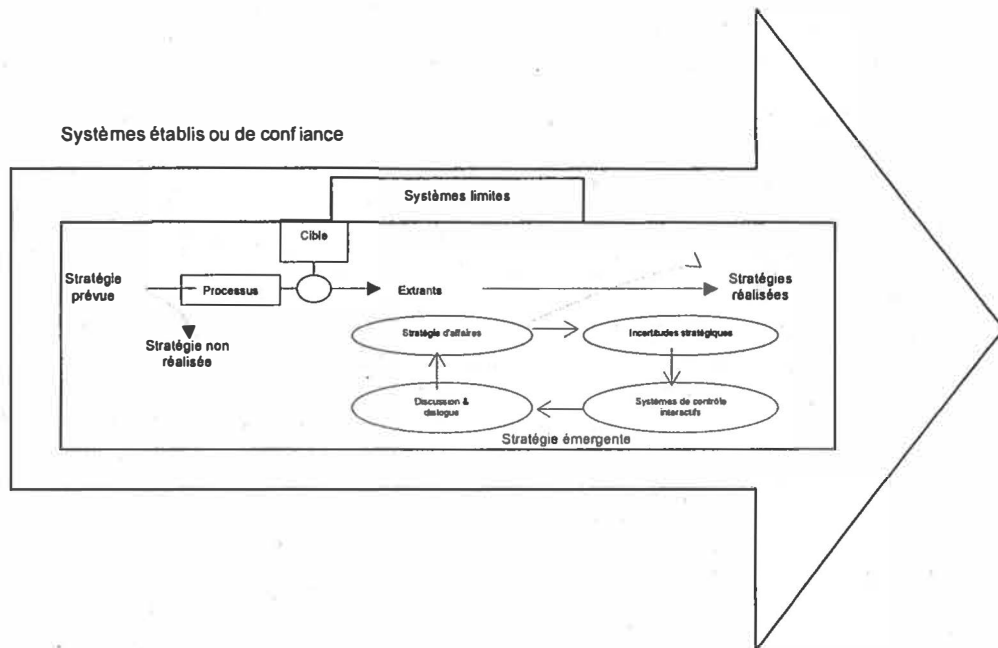 Systèmes établis ou de confiance
Systèmes limites
Cible
Stratégie
prévue
Processus
Extrants
Stratégies
réalisées
Stratégie non
réalisée
Stratégie d'affaires
Incertitudes stratégiques
Discussion &
dialogue
Systèmes de contrôle
interactifs
Stratégie émergente